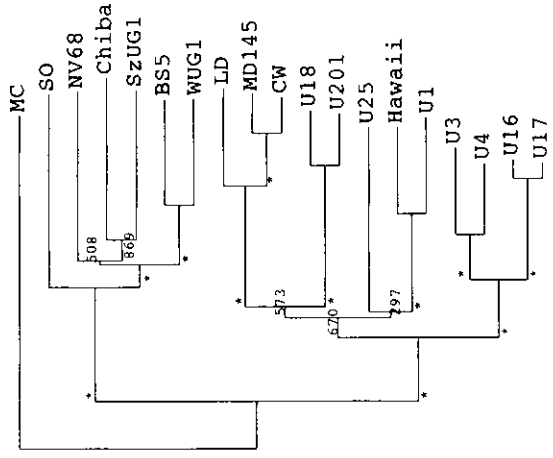 MC
SO
NV68
Chiba
SzUG1
BS5
WUG1
LD
MD145
CW
U18
U201
U25
Hawaii
U1
U3
U4
U16
U17
508
869
*
*
*
*
*
*
573
670
297
*
*
*
*
*
*